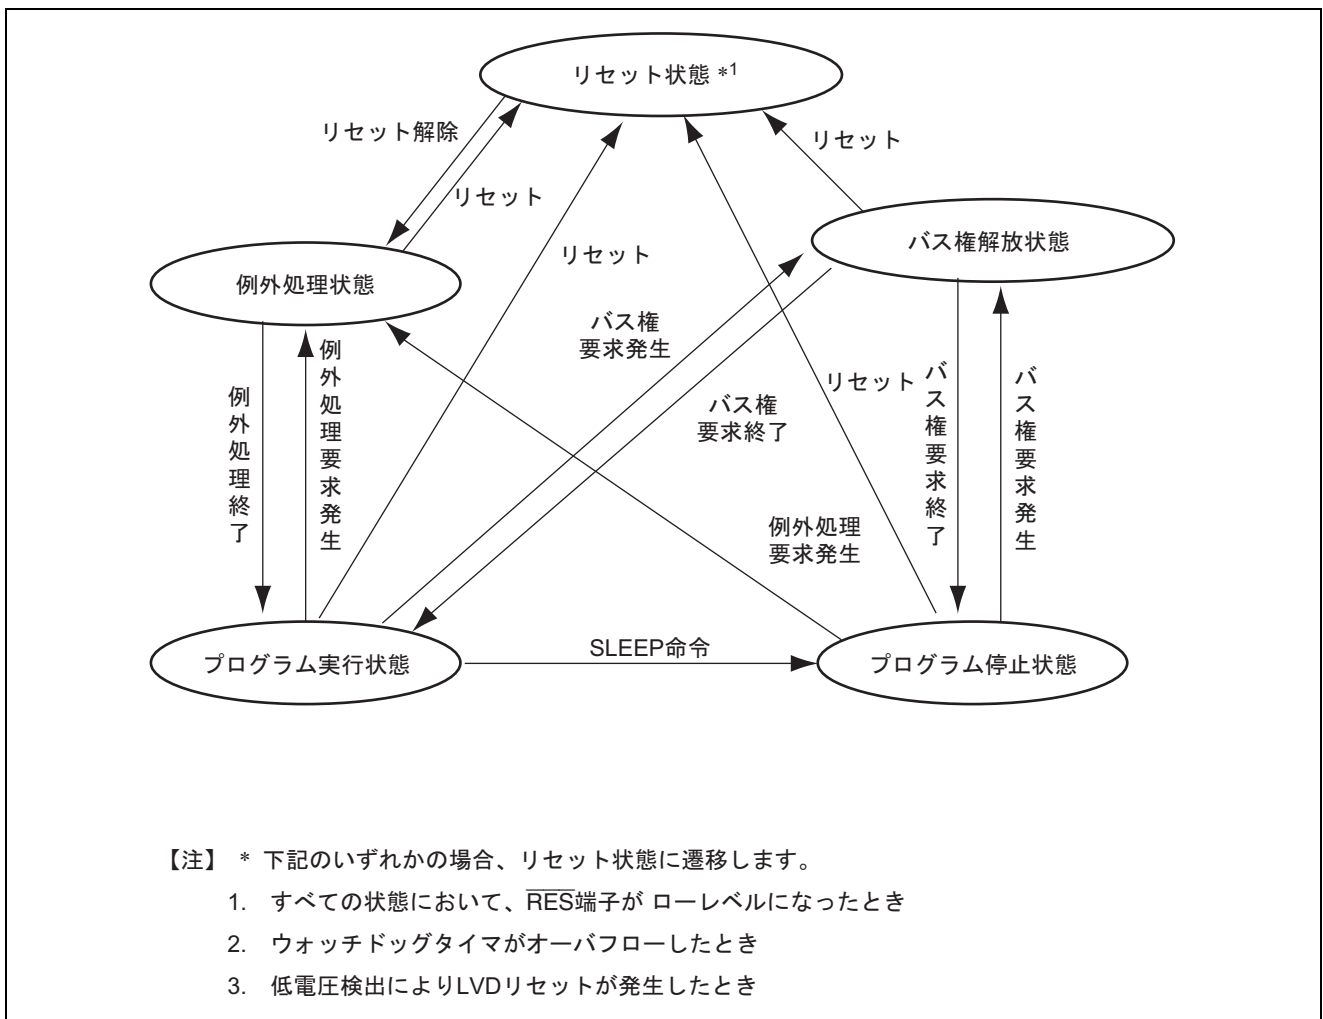 リセット状態 *1
リセット解除
リセット
リセット
バス権解放状態
リセット
例外処理状態
バス権
要求発生
例外処理要求発生
リセット
バス権要求終了
バス権要求発生
例外処理終了
バス権
要求終了
例外処理
要求発生
SLEEP命令
プログラム実行状態
プログラム停止状態
【注】 * 下記のいずれかの場合、リセット状態に遷移します。
1. すべての状態において、RES端子が ローレベルになったとき
2. ウォッチドッグタイマがオーバフローしたとき
3. 低電圧検出によりLVDリセットが発生したとき